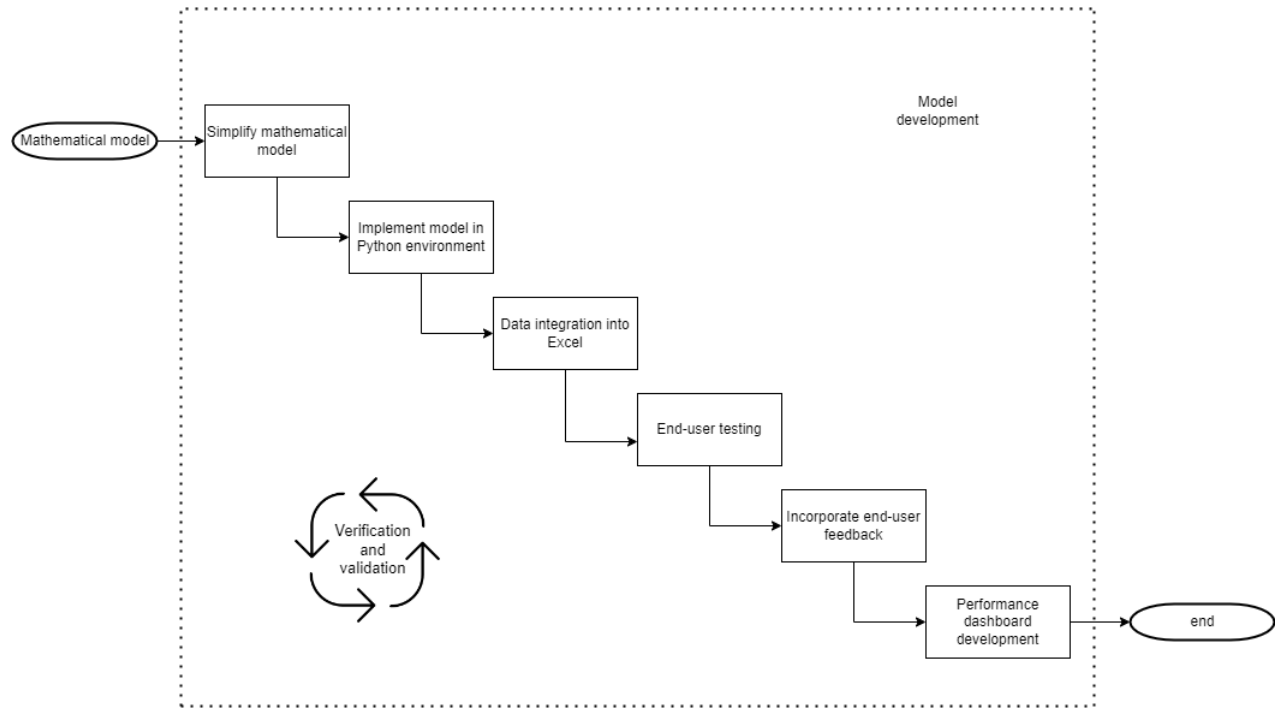 Model
development
Mathematical model
Simplify mathematical
model
Implement model in
Python environment
Data integration into
Excel
End-user testing
Incorporate end-user
feedback
Verification
and
validation
Performance
dashboard
development
end